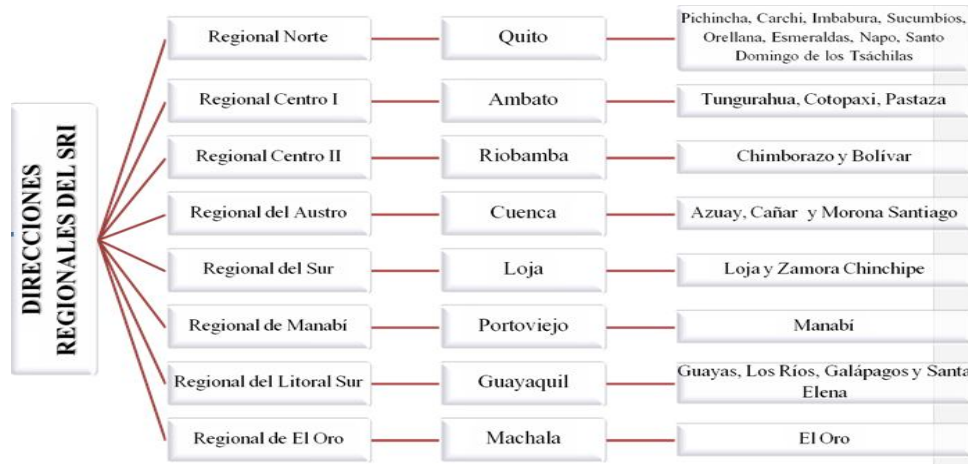 DIRECCIONES
REGIONALES DEL SRI
Regional Norte
Quito
Pichincha, Carchi, Imbabura, Sucumbios,
Orellana, Esmeraldas, Napo, Santo
Domingo de los Tsáchilas
Regional Centro I
Ambato
Tungurahua, Cotopaxi, Pastaza
Regional Centro II
Riobamba
Chimborazo y Bolívar
Regional del Austro
Cuenca
Azuay, Cañar y Morona Santiago
Regional del Sur
Loja
Loja y Zamora Chinchipe
Regional de Manabí
Portoviejo
Manabí
Regional del Litoral Sur
Guayaquil
Guayas, Los Ríos, Galápagos y Santa
Elena
Regional de El Oro
Machala
El Oro